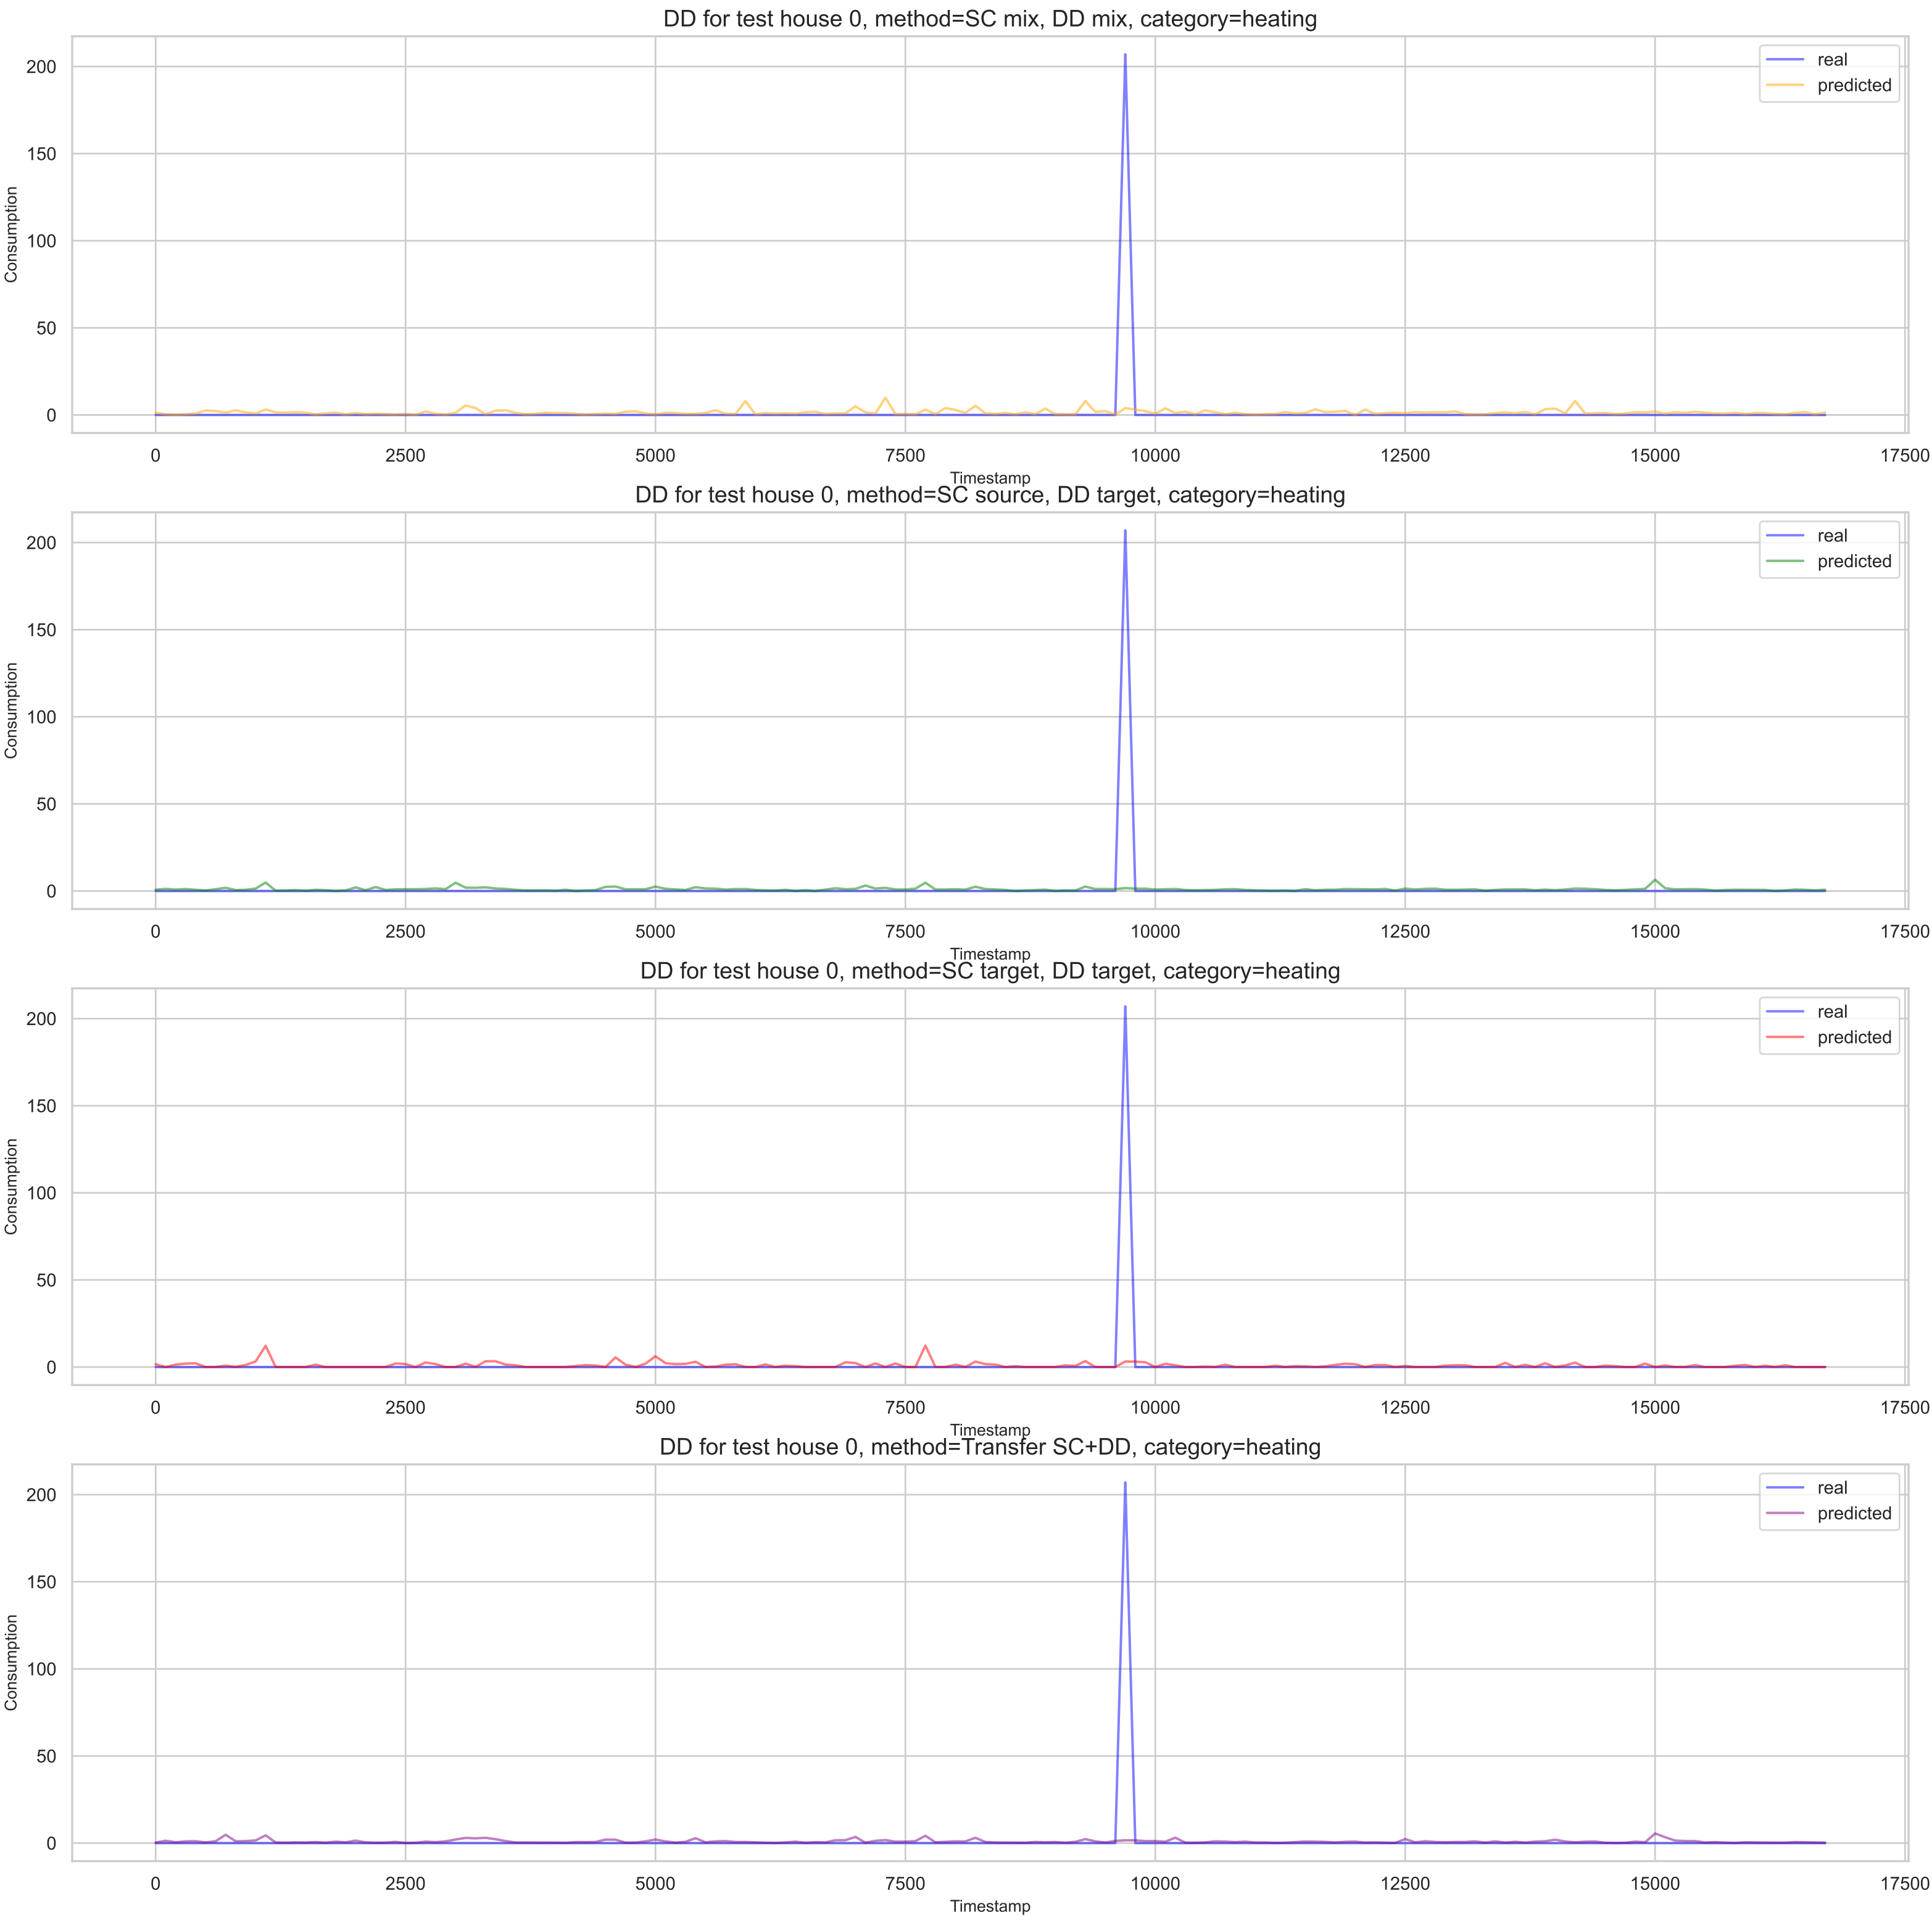 DD for test house 0, method=SC mix, DD mix, category=heating
200
150
100
50
0
Consumption
real
predicted
0 2500 5000 7500 10000 12500 15000 17500
Timestamp
DD for test house 0, method=SC source, DD target, category=heating
200
150
100
50
0
Consumption
real
predicted
0 2500 5000 7500 10000 12500 15000 17500
Timestamp
DD for test house 0, method=SC target, DD target, category=heating
200
150
100
50
0
Consumption
real
predicted
0 2500 5000 7500 10000 12500 15000 17500
Timestamp
DD for test house 0, method=Transfer SC+DD, category=heating
200
150
100
50
0
Consumption
real
predicted
0 2500 5000 7500 10000 12500 15000 17500
Timestamp